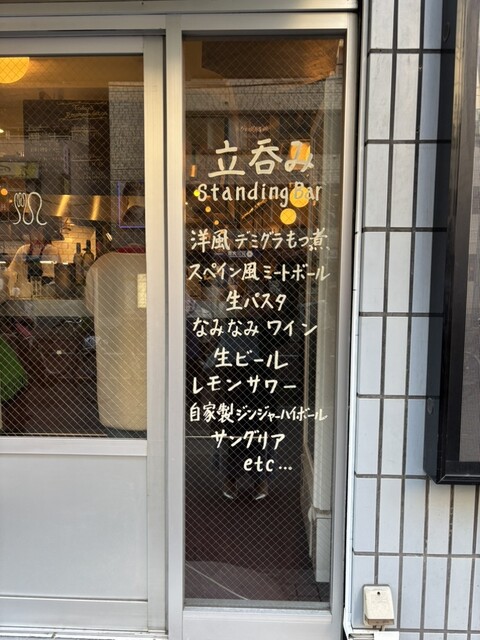 立呑み
Standing Bar
洋風デミグラもつ煮
スペイン風ミートボール
生パスタ
なみなみワイン
生ビール
レモンサワー
自家製ジンジャーハイボール
サングリア
etc...